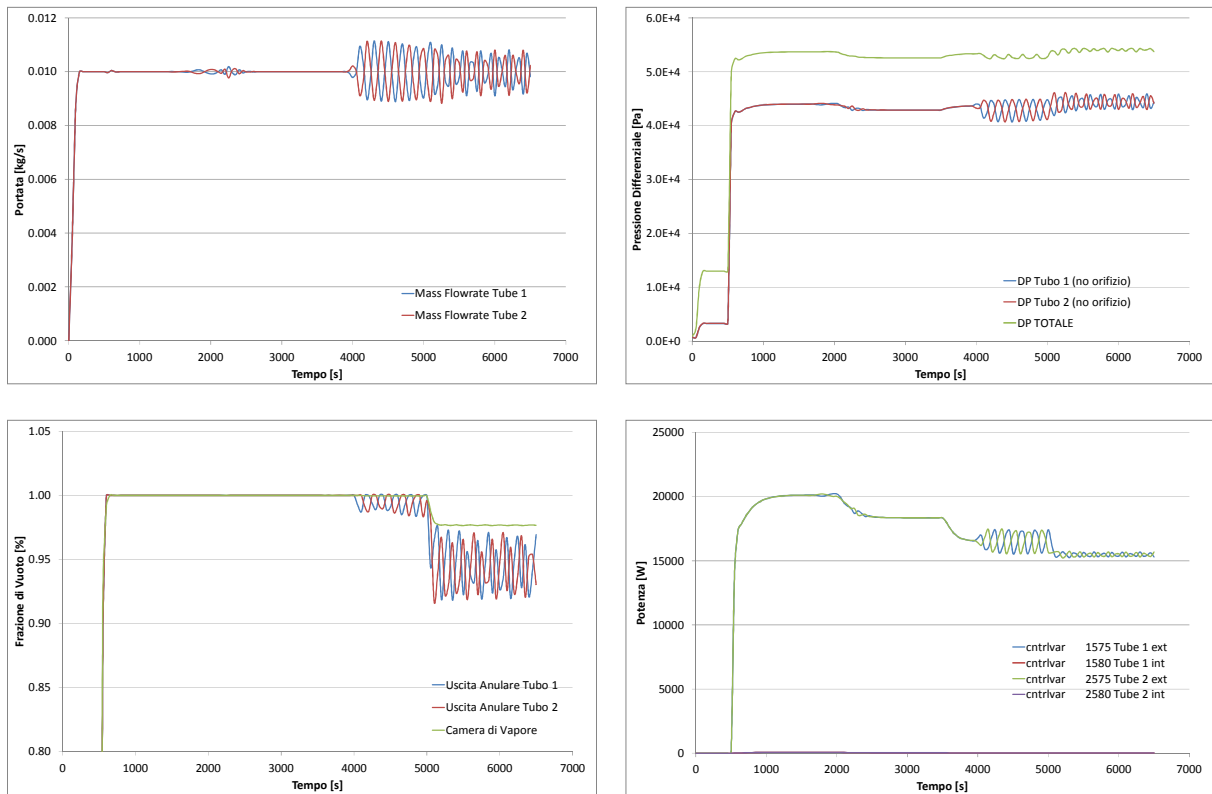 0.012
0.010
0.008
0.006
0.004
0.002
0.000
Portata [kg/s]
Mass Flowrate Tube 1
Mass Flowrate Tube 2
0 1000 2000 3000 4000 5000 6000 7000
Tempo [s]
6.0E+4
5.0E+4
4.0E+4
3.0E+4
2.0E+4
1.0E+4
0.0E+0
Pressione Differenziale [Pa]
DP Tubo 1 (no orifizio)
DP Tubo 2 (no orifizio)
DP TOTALE
0 1000 2000 3000 4000 5000 6000 7000
Tempo [s]
1.05
1.00
0.95
0.90
0.85
0.80
Frazione di Vuoto [%]
Uscita Anulare Tubo 1
Uscita Anulare Tubo 2
Camera di Vapore
0 1000 2000 3000 4000 5000 6000 7000
Tempo [s]
25000
20000
15000
10000
5000
0
Potenza [W]
cntrlvar 1575 Tube 1 ext
cntrlvar 1580 Tube 1 int
cntrlvar 2575 Tube 2 ext
cntrlvar 2580 Tube 2 int
0 1000 2000 3000 4000 5000 6000 7000
Tempo [s]